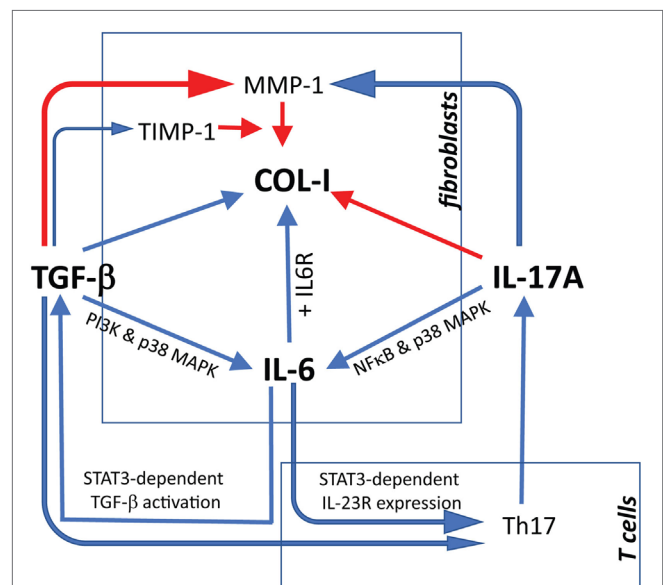 MMP-1
TIMP-1
COL-I
fibroblasts
TGF-β
IL-17A
+ IL6R
PI3K & p38 MAPK
NFκB & p38 MAPK
IL-6
STAT3-dependent
TGF-β activation
STAT3-dependent
IL-23R expression
Th17
T cells